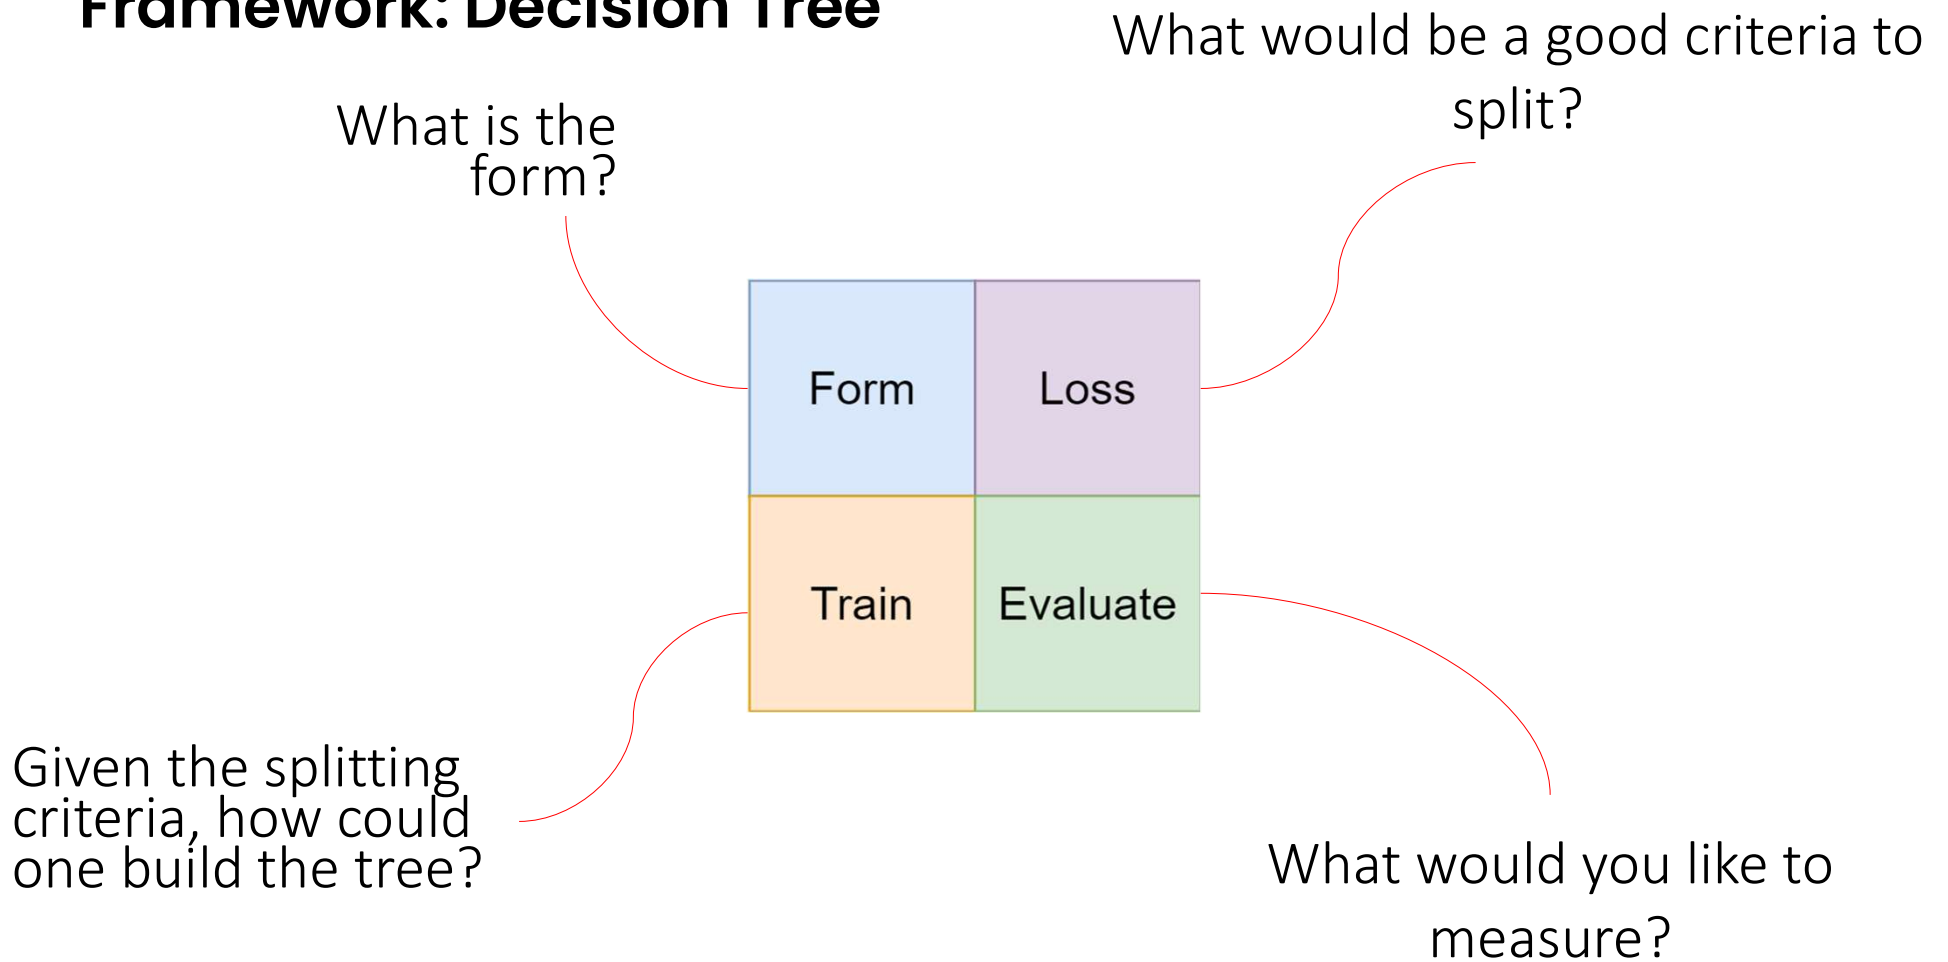 Framework: Decision Tree
What would be a good criteria to
split?
What is the
form?
Form
Loss
Train
Evaluate
Given the splitting
criteria, how could
one build the tree?
What would you like to
measure?